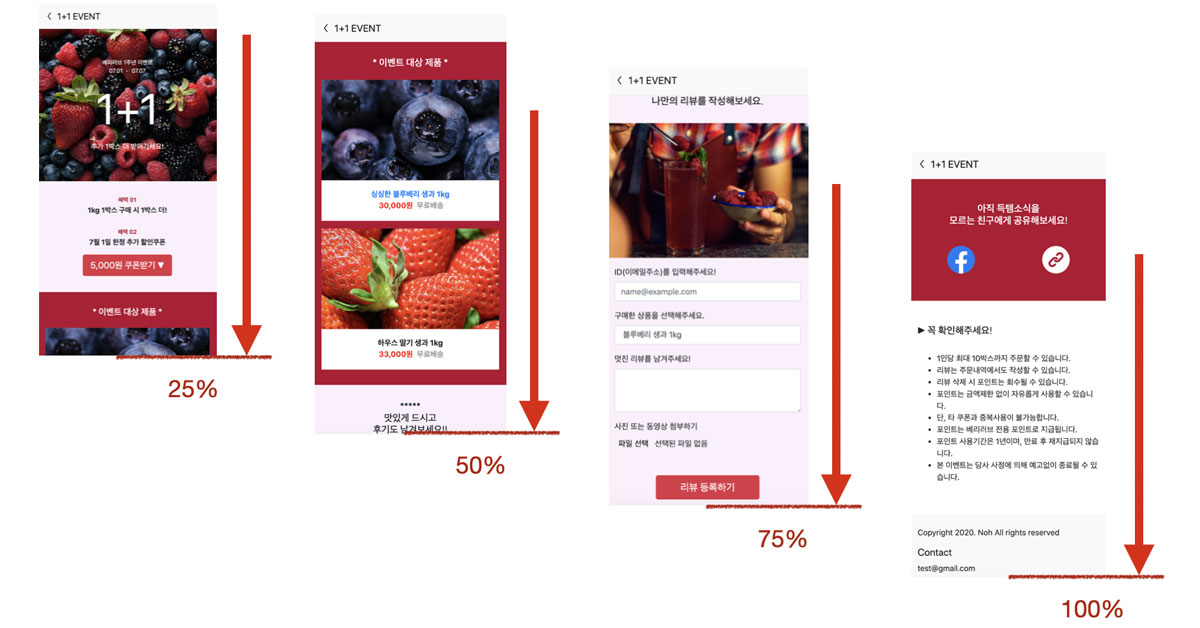 1+1 EVENT
베리러브 1주년 이벤트
07.01 - 07.07
1+1
추가 1박스 더 받아가세요!
혜택 01
1kg 1박스 구매 시 1박스 더!
혜택 02
7월 1일 한정 추가 할인쿠폰
5,000원 쿠폰받기 ▼
* 이벤트 대상 제품 *
25%
1+1 EVENT
* 이벤트 대상 제품 *
싱싱한 블루베리 생과 1kg
30,000원 무료배송
하우스 딸기 생과 1kg
33,000원 무료배송
*****
맛있게 드시고
후기도 남겨보세요!!
50%
1+1 EVENT
나만의 리뷰를 작성해보세요.
ID(이메일주소)를 입력해주세요!
name@example.com
구매한 상품을 선택해주세요.
블루베리 생과 1kg
멋진 리뷰를 남겨주세요!
사진 또는 동영상 첨부하기
파일 선택 선택된 파일 없음
리뷰 등록하기
75%
1+1 EVENT
아직 득템소식을
모르는 친구에게 공유해보세요!
▶ 꼭 확인해주세요!
• 1인당 최대 10박스까지 주문할 수 있습니다.
• 리뷰는 주문내역에서도 작성할 수 있습니다.
• 리뷰 삭제 시 포인트는 회수될 수 있습니다.
• 포인트는 금액제한 없이 자유롭게 사용할 수 있습니
다.
• 단, 타 쿠폰과 중복사용이 불가능합니다.
• 포인트는 베리러브 전용 포인트로 지급됩니다.
• 포인트 사용기간은 1년이며, 만료 후 재지급되지 않습
니다.
• 본 이벤트는 당사 사정에 의해 예고없이 종료될 수 있
습니다.
Copyright 2020. Noh All rights reserved
Contact
test@gmail.com
100%